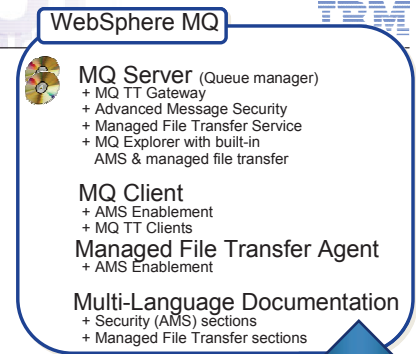 WebSphere MQ
IBM
MQ Server (Queue manager)
+ MQ TT Gateway
+ Advanced Message Security
+ Managed File Transfer Service
+ MQ Explorer with built-in
AMS & managed file transfer
MQ Client
+ AMS Enablement
+ MQ TT Clients
Managed File Transfer Agent
+ AMS Enablement
Multi-Language Documentation
+ Security (AMS) sections
+ Managed File Transfer sections